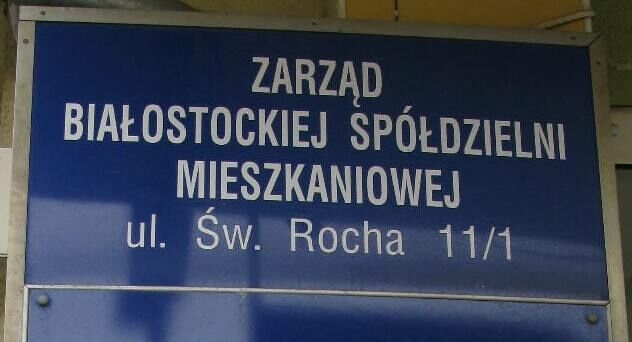 ZARZĄD
BIAŁOSTOCKIEJ SPÓŁDZIELNI
MIESZKANIOWEJ
ul. Św. Rocha 11/1